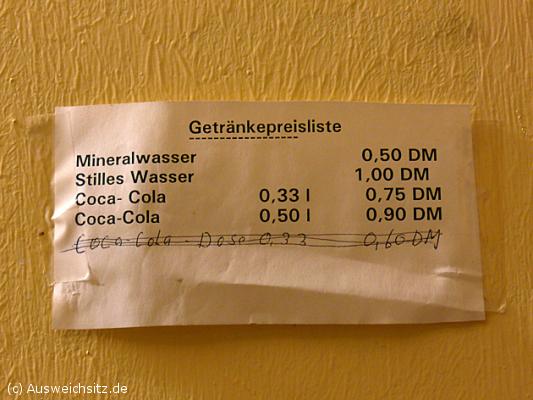 Getränkepreisliste
Mineralwasser 0,50 DM
Stilles Wasser 1,00 DM
Coca- Cola 0,33 l 0,75 DM
Coca-Cola 0,50 l 0,90 DM
Coca-Cola - Dose 0,33 0,60 DM
(c) Ausweichsitz.de